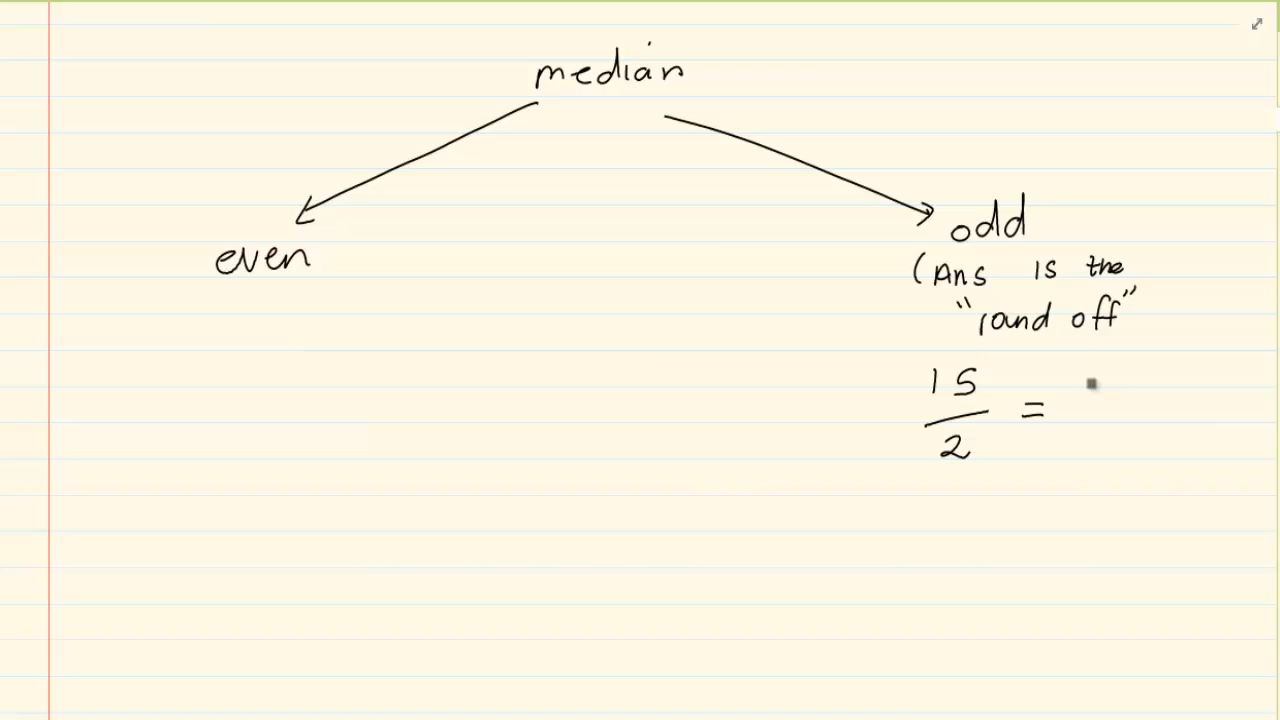 median
even
odd
(Ans is the
"round off"
15
2
=